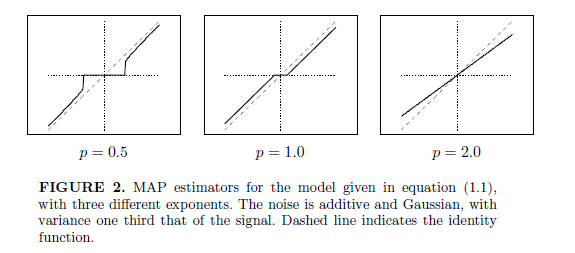 p = 0.5 p = 1.0 p = 2.0
FIGURE 2. MAP estimators for the model given in equation (1.1),
with three different exponents. The noise is additive and Gaussian, with
variance one third that of the signal. Dashed line indicates the identity
function.